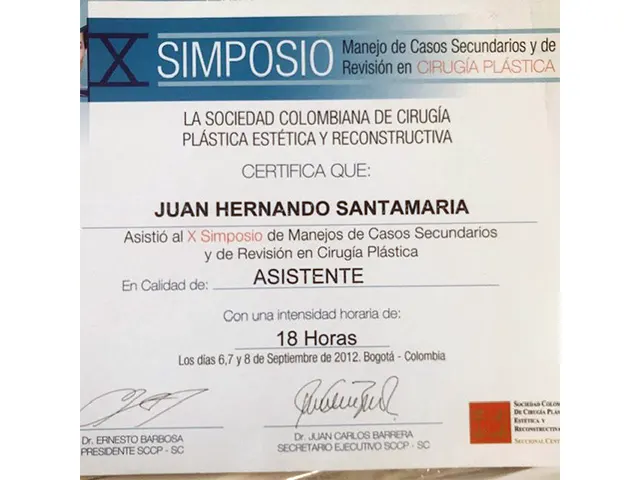 X SIMPOSIO Manejo de Casos Secundarios y de
Revisión en CIRUGÍA PLÁSTICA
LA SOCIEDAD COLOMBIANA DE CIRUGÍA
PLÁSTICA ESTÉTICA Y RECONSTRUCTIVA
CERTIFICA QUE:
JUAN HERNANDO SANTAMARIA
Asistió al X Simposio de Manejos de Casos Secundarios
y de Revisión en Cirugía Plástica
En Calidad de: ASISTENTE
Con una intensidad horaria de:
18 Horas
Los días 6,7 y 8 de Septiembre de 2012. Bogotá - Colombia
Dr. ERNESTO BARBOSA
PRESIDENTE SCCP - SC
Dr. JUAN CARLOS BARRERA
SECRETARIO EJECUTIVO SCCP - SC
SOCIEDAD COLO
DE CIRUGÍA PLÁS
ESTÉTICA Y
RECONSTRUCTIVA
SECCIONAL CENT